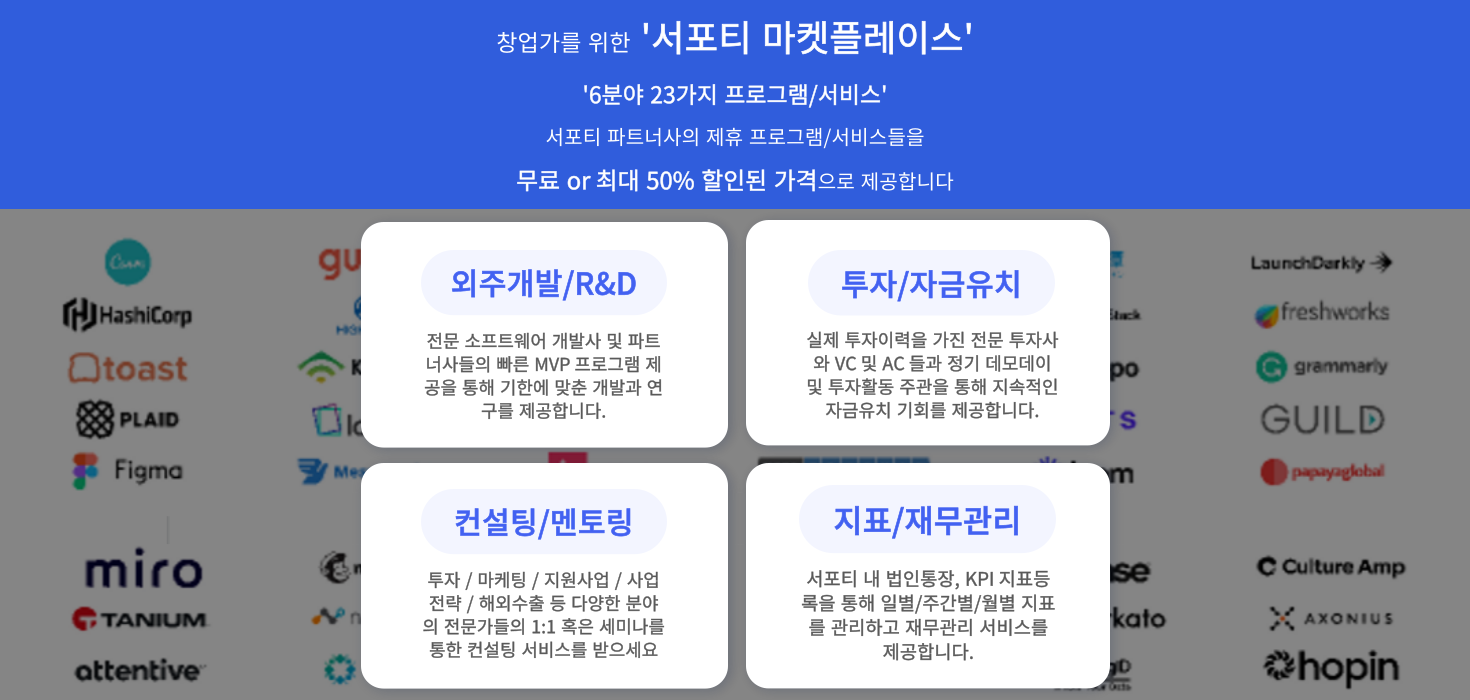 창업가를 위한 '서포티 마켓플레이스'
'6분야 23가지 프로그램/서비스'
서포티 파트너사의 제휴 프로그램/서비스들을
무료 or 최대 50% 할인된 가격으로 제공합니다
외주개발/R&D
전문 소프트웨어 개발사 및 파트
너사들의 빠른 MVP 프로그램 제
공을 통해 기한에 맞춘 개발과 연
구를 제공합니다.
투자/자금유치
실제 투자이력을 가진 전문 투자사
와 VC 및 AC 들과 정기 데모데이
및 투자활동 주관을 통해 지속적인
자금유치 기회를 제공합니다.
컨설팅/멘토링
투자 / 마케팅 / 지원사업 / 사업
전략 / 해외수출 등 다양한 분야
의 전문가들의 1:1 혹은 세미나를
통한 컨설팅 서비스를 받으세요
지표/재무관리
서포티 내 법인통장, KPI 지표등
록을 통해 일별/주간별/월별 지표
를 관리하고 재무관리 서비스를
제공합니다.
Canva
HashiCorp
toast
PLAID
Figma
miro
TANIUM
attentive
LaunchDarkly
freshworks
grammarly
GUILD
papayaglobal
Culture Amp
AXONIUS
hopin